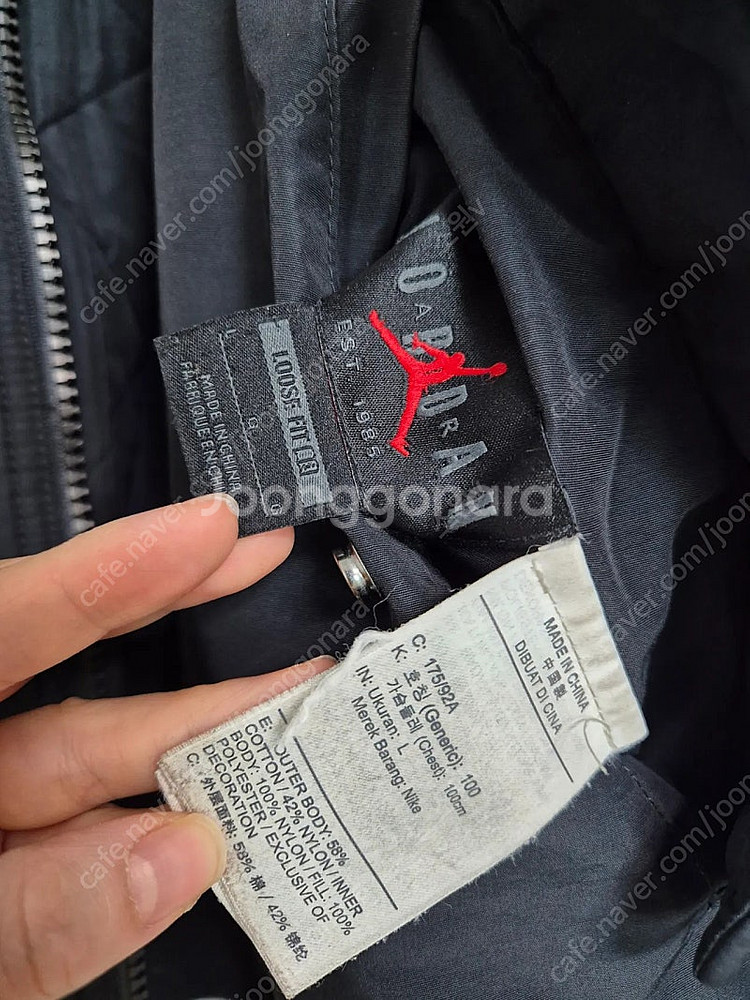 JORDAN
AIR
EST. 1985
LOOSE FIT
L
G
MADE IN CHINA
FABRIQUE EN
MADE IN CHINA
中國製
DIBUAT DI CINA
C: 175/92A
K: 호칭 (Generic): 100
가슴둘레 (Chest): 100cm
IN: Ukuran: L
Merek Barang: Nike
OUTER BODY: 58%
COTTON / 42% NYLON / INNER
BODY: 100% NYLON / FILL: 100%
POLYESTER / EXCLUSIVE OF
DECORATION
C: 外层面料: 58% 棉 / 42% 锦纶
Joonggonara
cafe.naver.com/joonggonara